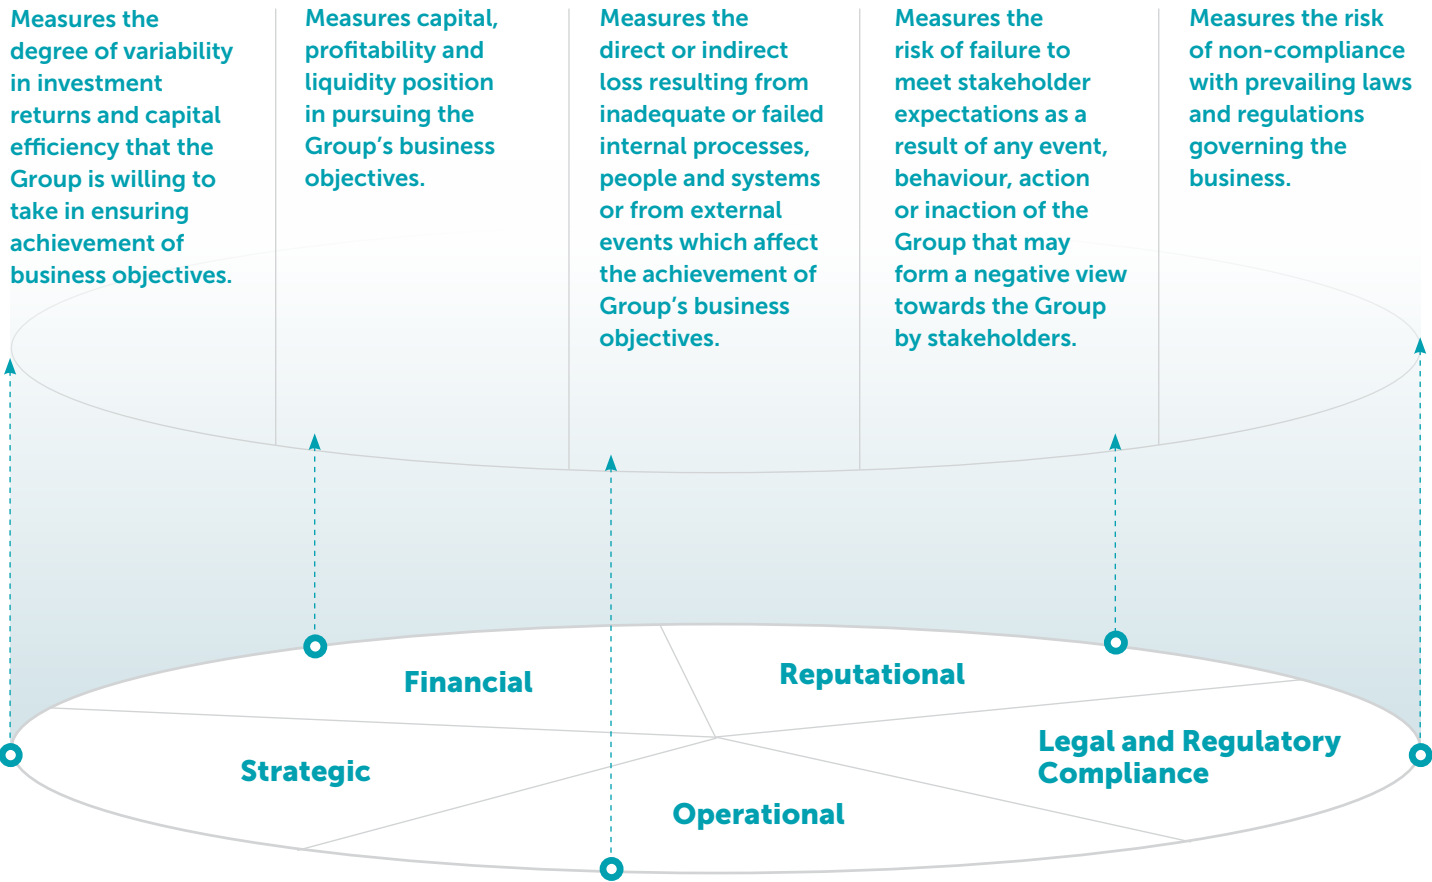 Measures the
degree of variability
in investment
returns and capital
efficiency that the
Group is willing to
take in ensuring
achievement of
business objectives.
Measures capital,
profitability and
liquidity position
in pursuing the
Group's business
objectives.
Measures the
direct or indirect
loss resulting from
inadequate or failed
internal processes,
people and systems
or from external
events which affect
the achievement of
Group's business
objectives.
Measures the
risk of failure to
meet stakeholder
expectations as a
result of any event,
behaviour, action
or inaction of the
Group that may
form a negative view
towards the Group
by stakeholders.
Measures the risk
of non-compliance
with prevailing laws
and regulations
governing the
business.
Financial
Reputational
Strategic
Legal and Regulatory
Compliance
Operational